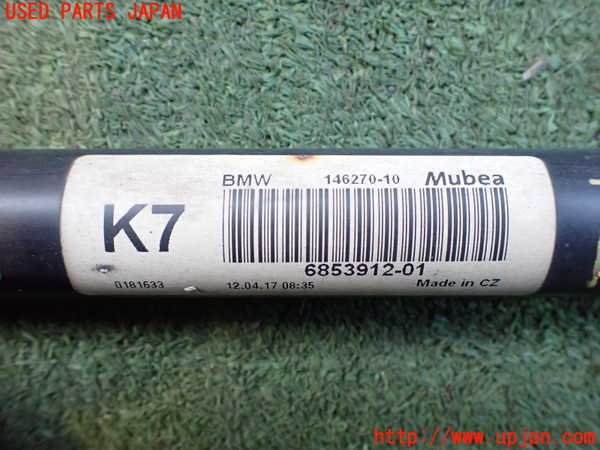 USED PARTS JAPAN
BMW 146270-10 Mubea
K7
6853912-01
0181633 12.04.17 08:35 Made in CZ
http://www.upjpn.com/